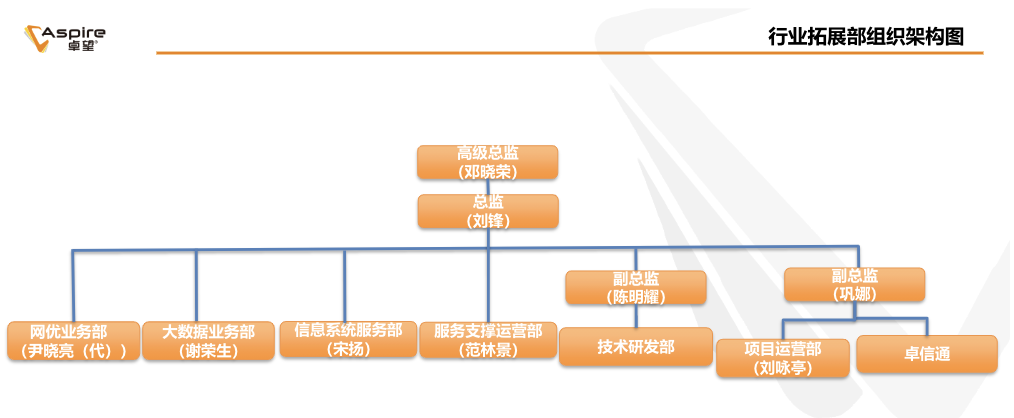 Aspire
卓望®
行业拓展部组织架构图
高级总监
（邓晓荣）
总监
（刘锋）
副总监
（陈明耀）
副总监
（巩娜）
网优业务部
（尹晓亮（代））
大数据业务部
（谢荣生）
信息系统服务部
（宋扬）
服务支撑运营部
（范林景）
技术研发部
项目运营部
（刘咏亭）
卓信通